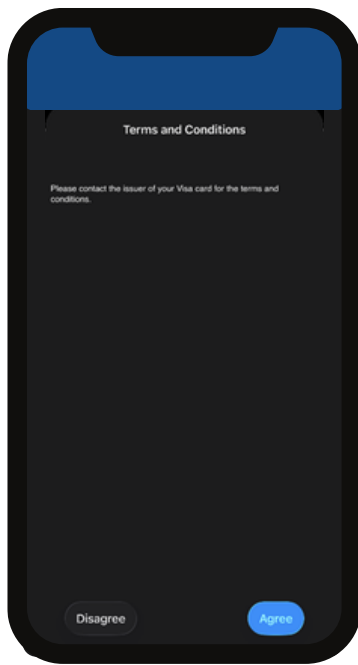 Terms and Conditions
Please contact the issuer of your Visa card for the terms and
conditions.
Disagree
Agree